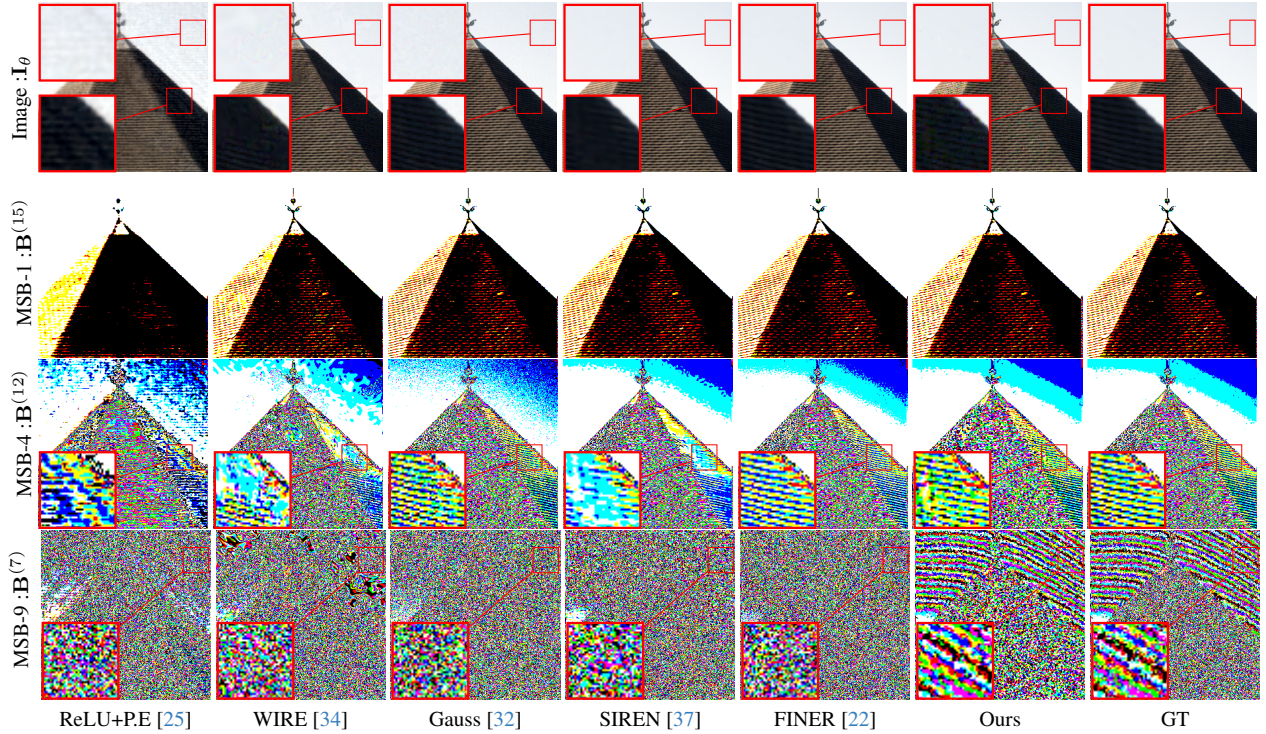 Image :I_θ
MSB-1 :B^(15)
MSB-4 :B^(12)
MSB-9 :B^(7)
ReLU+P.E [25] WIRE [34] Gauss [32] SIREN [37] FINER [22] Ours GT